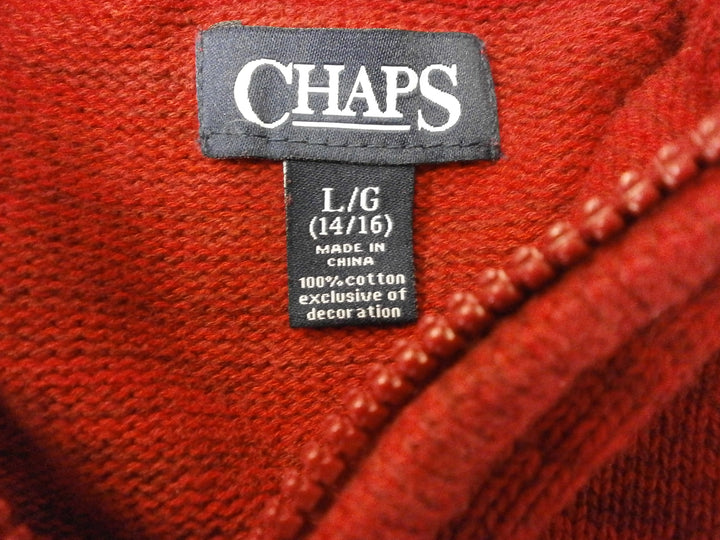 CHAPS
L/G
(14/16)
MADE IN
CHINA
100% cotton
exclusive of
decoration